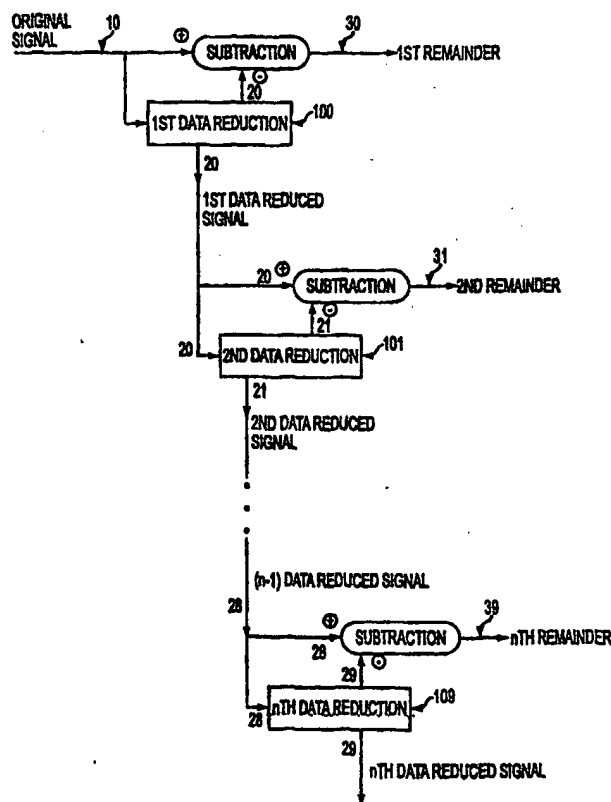 ORIGINAL
SIGNAL
10
⊕
SUBTRACTION
30
1ST REMAINDER
20
⊖
1ST DATA REDUCTION
100
20
1ST DATA REDUCED
SIGNAL
20
⊕
SUBTRACTION
31
2ND REMAINDER
21
⊖
20
2ND DATA REDUCTION
101
21
2ND DATA REDUCED
SIGNAL
(n-1) DATA REDUCED SIGNAL
28
⊕
28
SUBTRACTION
39
nTH REMAINDER
29
⊖
28
nTH DATA REDUCTION
109
29
nTH DATA REDUCED SIGNAL